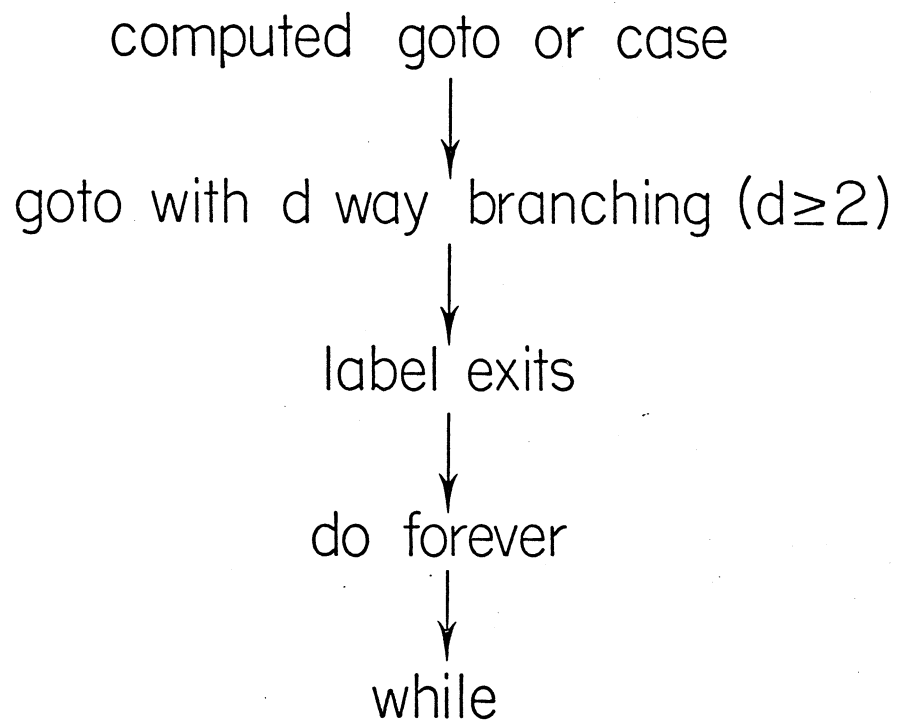 computed goto or case
goto with d way branching (d≥2)
label exits
do forever
while